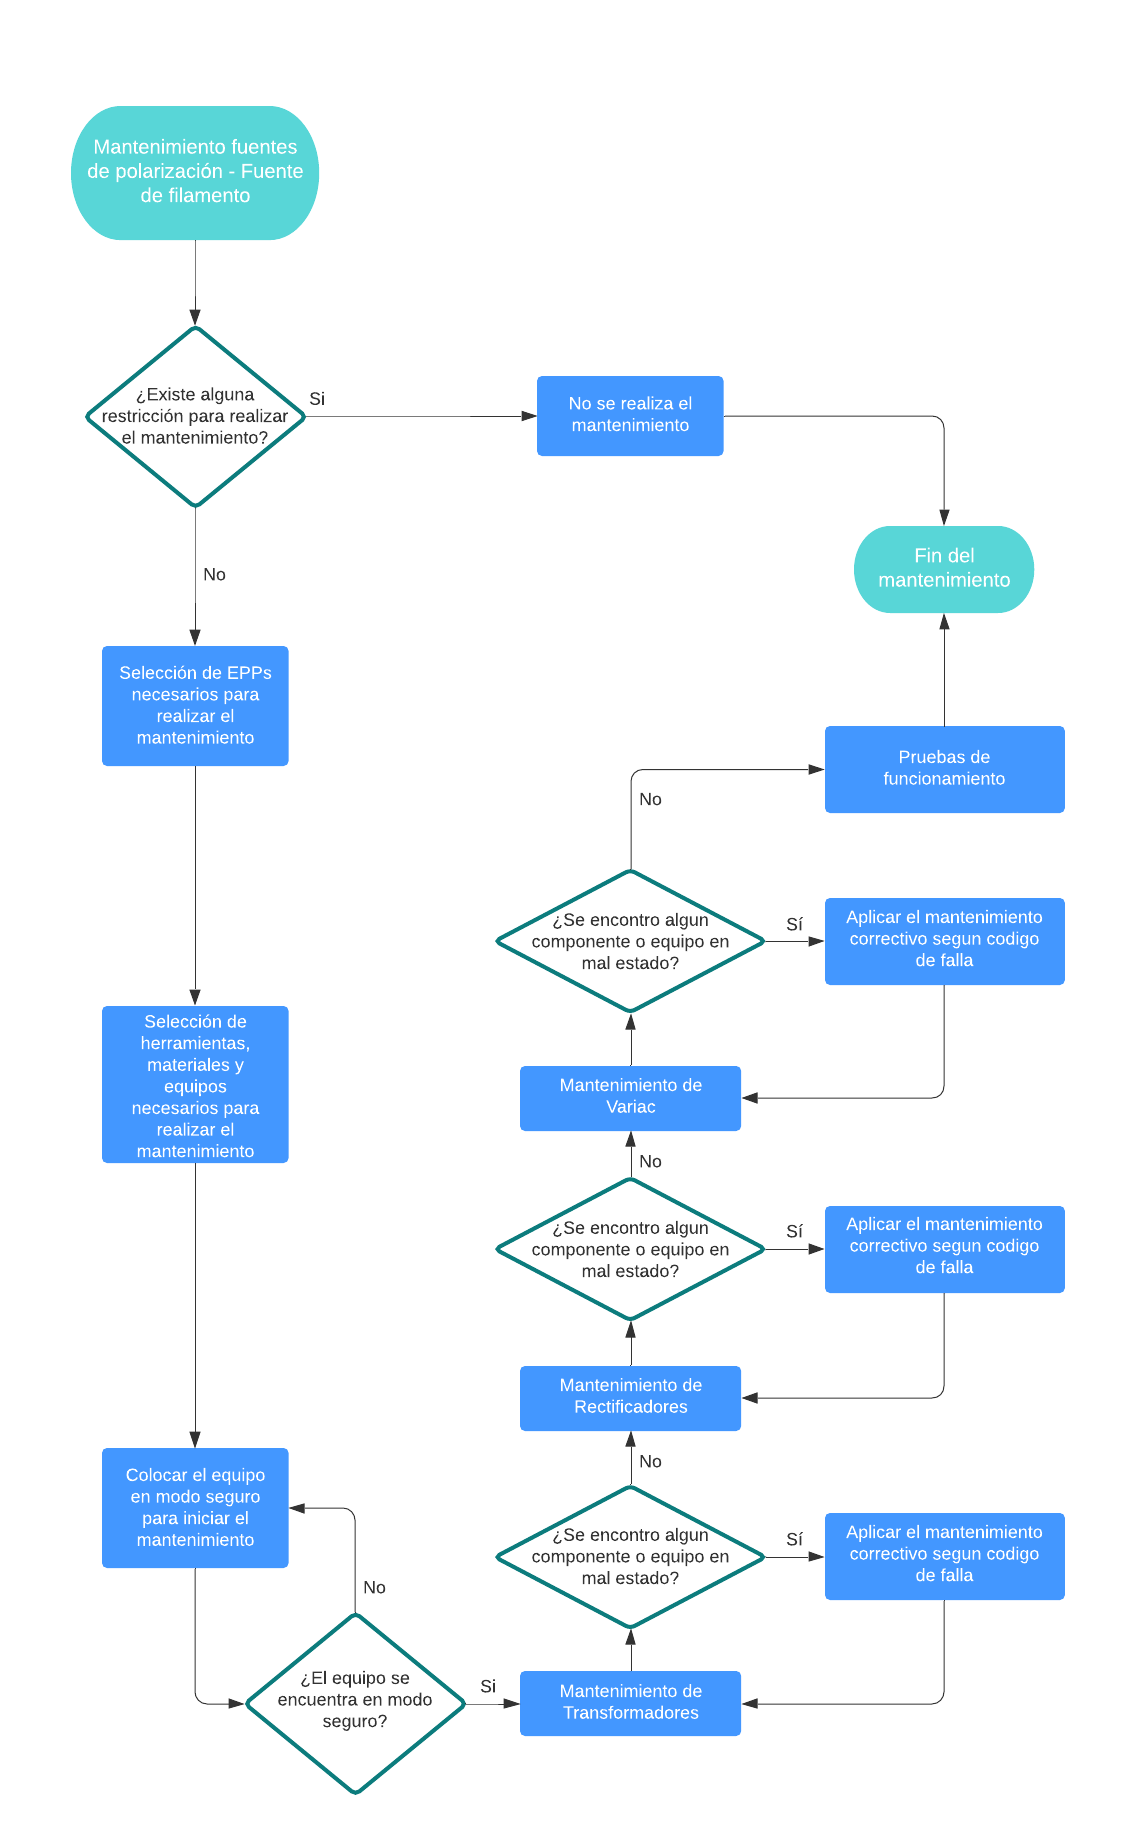 Mantenimiento fuentes
de polarización - Fuente
de filamento
¿Existe alguna
restricción para realizar
el mantenimiento?
Si
No se realiza el
mantenimiento
Fin del
mantenimiento
No
Selección de EPPs
necesarios para
realizar el
mantenimiento
Selección de
herramientas,
materiales y
equipos
necesarios para
realizar el
mantenimiento
Colocar el equipo
en modo seguro
para iniciar el
mantenimiento
No
¿El equipo se
encuentra en modo
seguro?
Si
Mantenimiento de
Transformadores
¿Se encontro algun
componente o equipo en
mal estado?
Sí
Aplicar el mantenimiento
correctivo segun codigo
de falla
No
Mantenimiento de
Rectificadores
¿Se encontro algun
componente o equipo en
mal estado?
Sí
Aplicar el mantenimiento
correctivo segun codigo
de falla
No
Mantenimiento de
Variac
¿Se encontro algun
componente o equipo en
mal estado?
Sí
Aplicar el mantenimiento
correctivo segun codigo
de falla
No
Pruebas de
funcionamiento